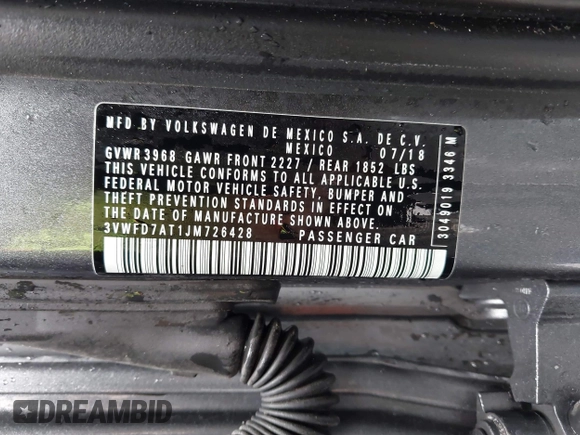 MFD BY VOLKSWAGEN DE MEXICO S.A. DE C.V.
MEXICO 07/18
GVWR 3968 GAWR FRONT 2227 / REAR 1852 LBS
THIS VEHICLE CONFORMS TO ALL APPLICABLE U.S.
FEDERAL MOTOR VEHICLE SAFETY, BUMPER AND
THEFT PREVENTION STANDARDS IN EFFECT ON
THE DATE OF MANUFACTURE SHOWN ABOVE.
3VWFD7AT1JM726428 PASSENGER CAR
3049019 3346 M
DREAMBID